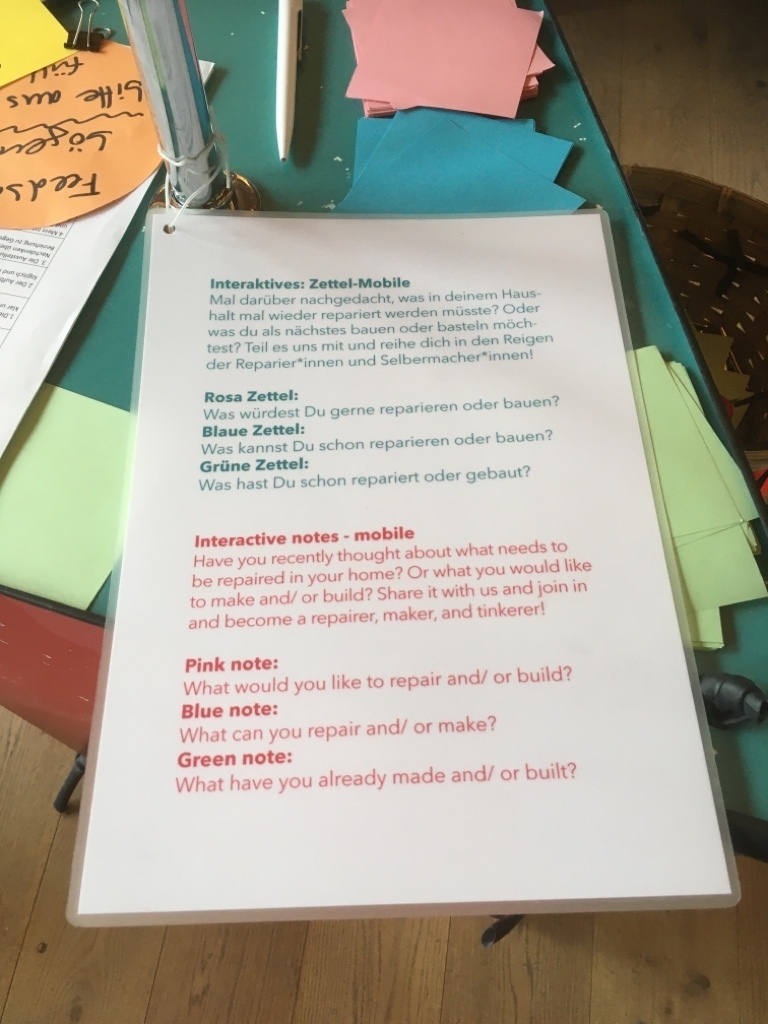 Interaktives: Zettel-Mobile
Mal darüber nachgedacht, was in deinem Haus-
halt mal wieder repariert werden müsste? Oder
was du als nächstes bauen oder basteln möch-
test? Teil es uns mit und reihe dich in den Reigen
der Reparier*innen und Selbermacher*innen!
Rosa Zettel:
Was würdest Du gerne reparieren oder bauen?
Blaue Zettel:
Was kannst Du schon reparieren oder bauen?
Grüne Zettel:
Was hast Du schon repariert oder gebaut?
Interactive notes - mobile
Have you recently thought about what needs to
be repaired in your home? Or what you would like
to make and/ or build? Share it with us and join in
and become a repairer, maker, and tinkerer!
Pink note:
What would you like to repair and/ or build?
Blue note:
What can you repair and/ or make?
Green note:
What have you already made and/ or built?
bitte aus
füll